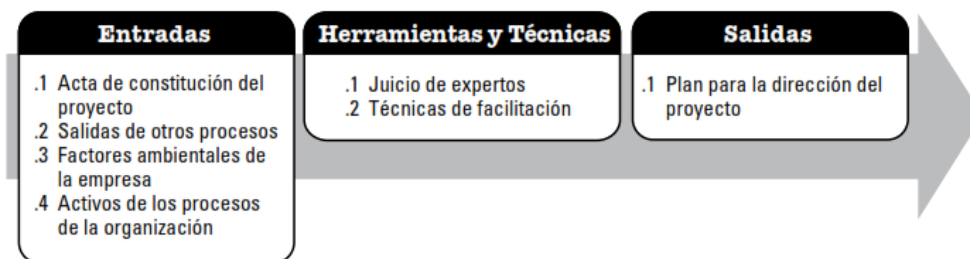 Entradas
.1 Acta de constitución del
proyecto
.2 Salidas de otros procesos
.3 Factores ambientales de
la empresa
.4 Activos de los procesos
de la organización
Herramientas y Técnicas
.1 Juicio de expertos
.2 Técnicas de facilitación
Salidas
.1 Plan para la dirección del
proyecto